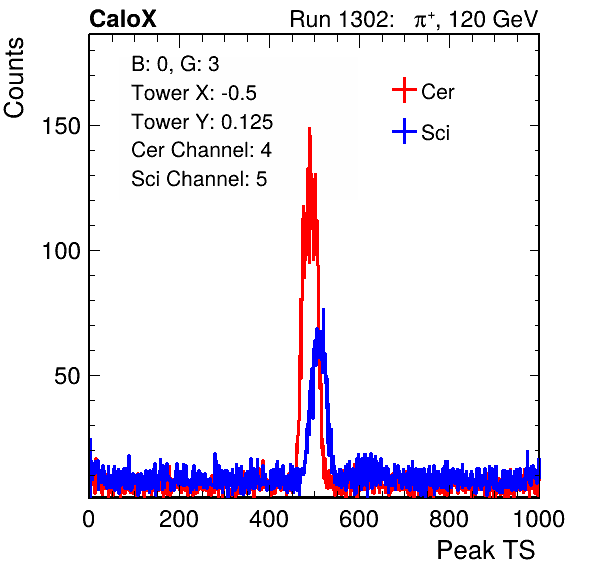 CaloX Run 1302: π⁺, 120 GeV
Counts
B: 0, G: 3
Tower X: -0.5
Tower Y: 0.125
Cer Channel: 4
Sci Channel: 5
Cer
Sci
150
100
50
0 200 400 600 800 1000
Peak TS